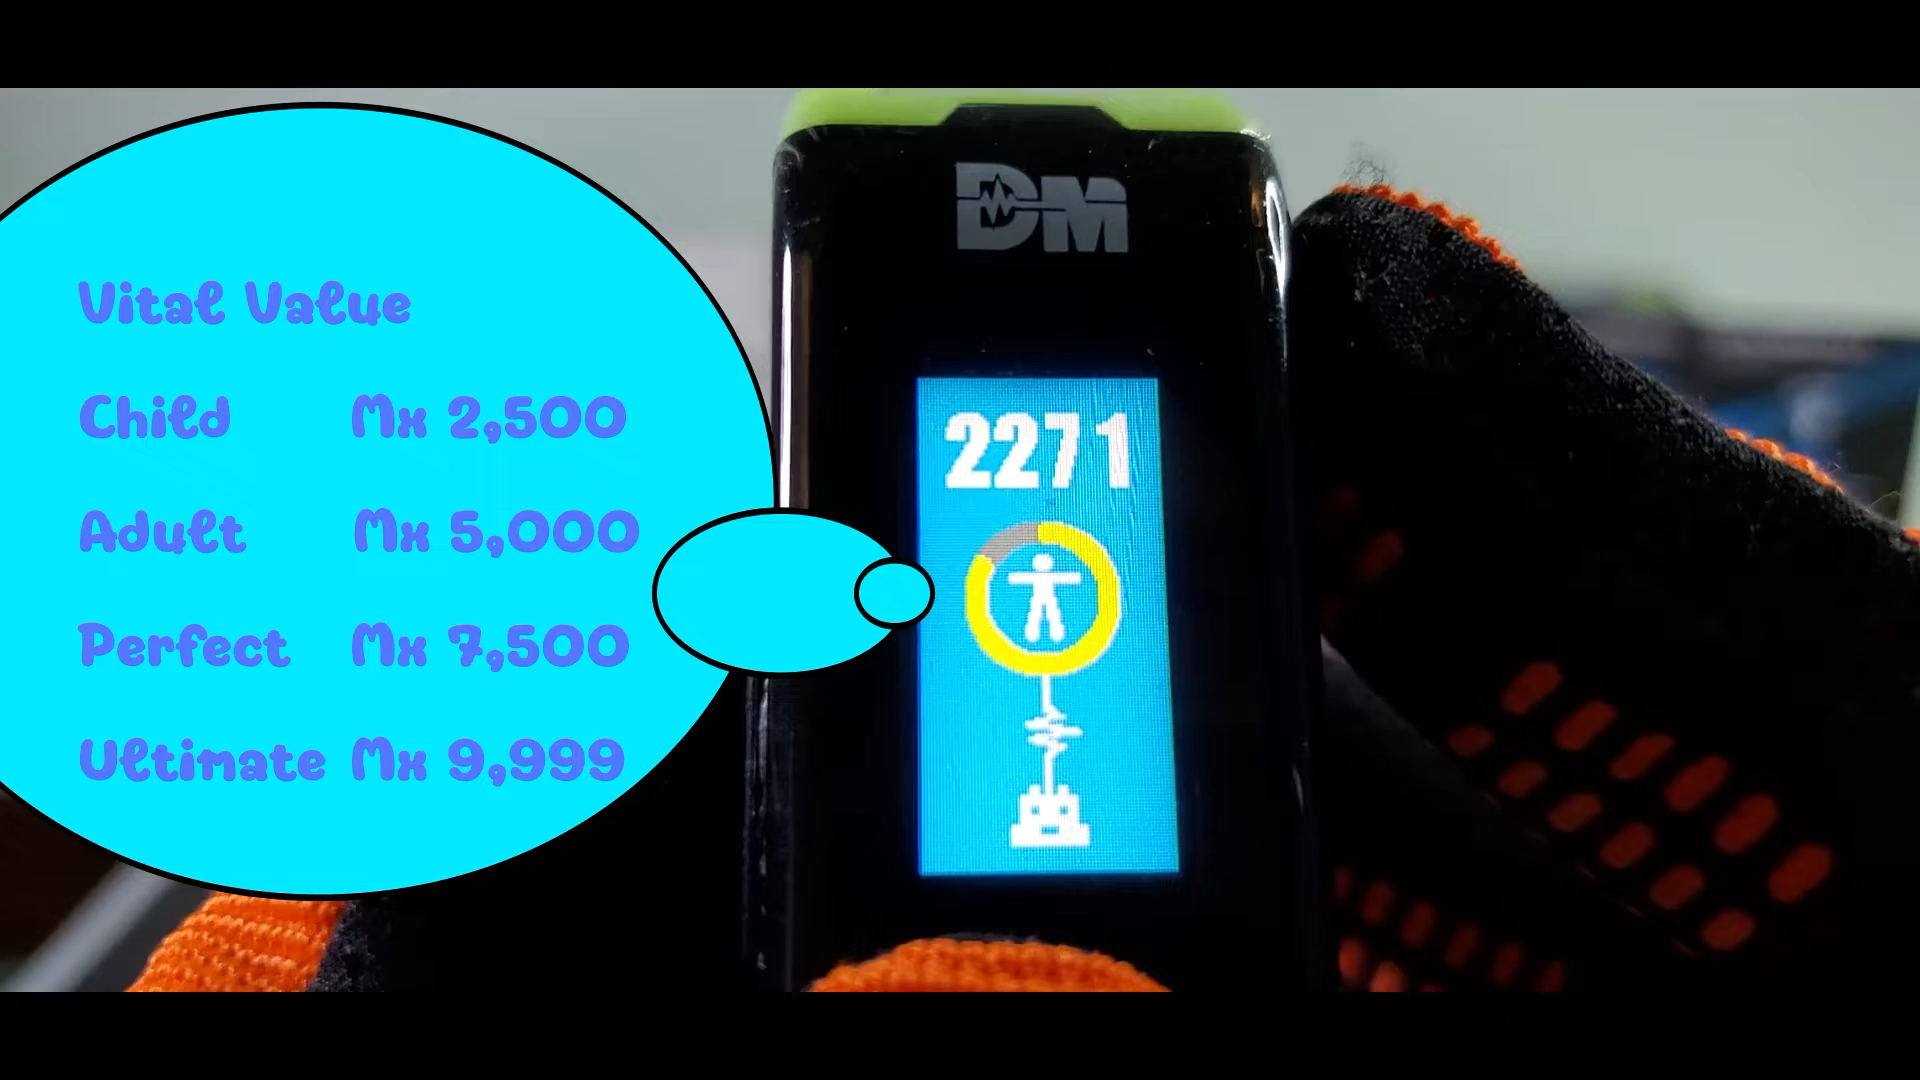 Vital Value
Child Mx 2,500
Adult Mx 5,000
Perfect Mx 7,500
Ultimate Mx 9,999
DM
2271